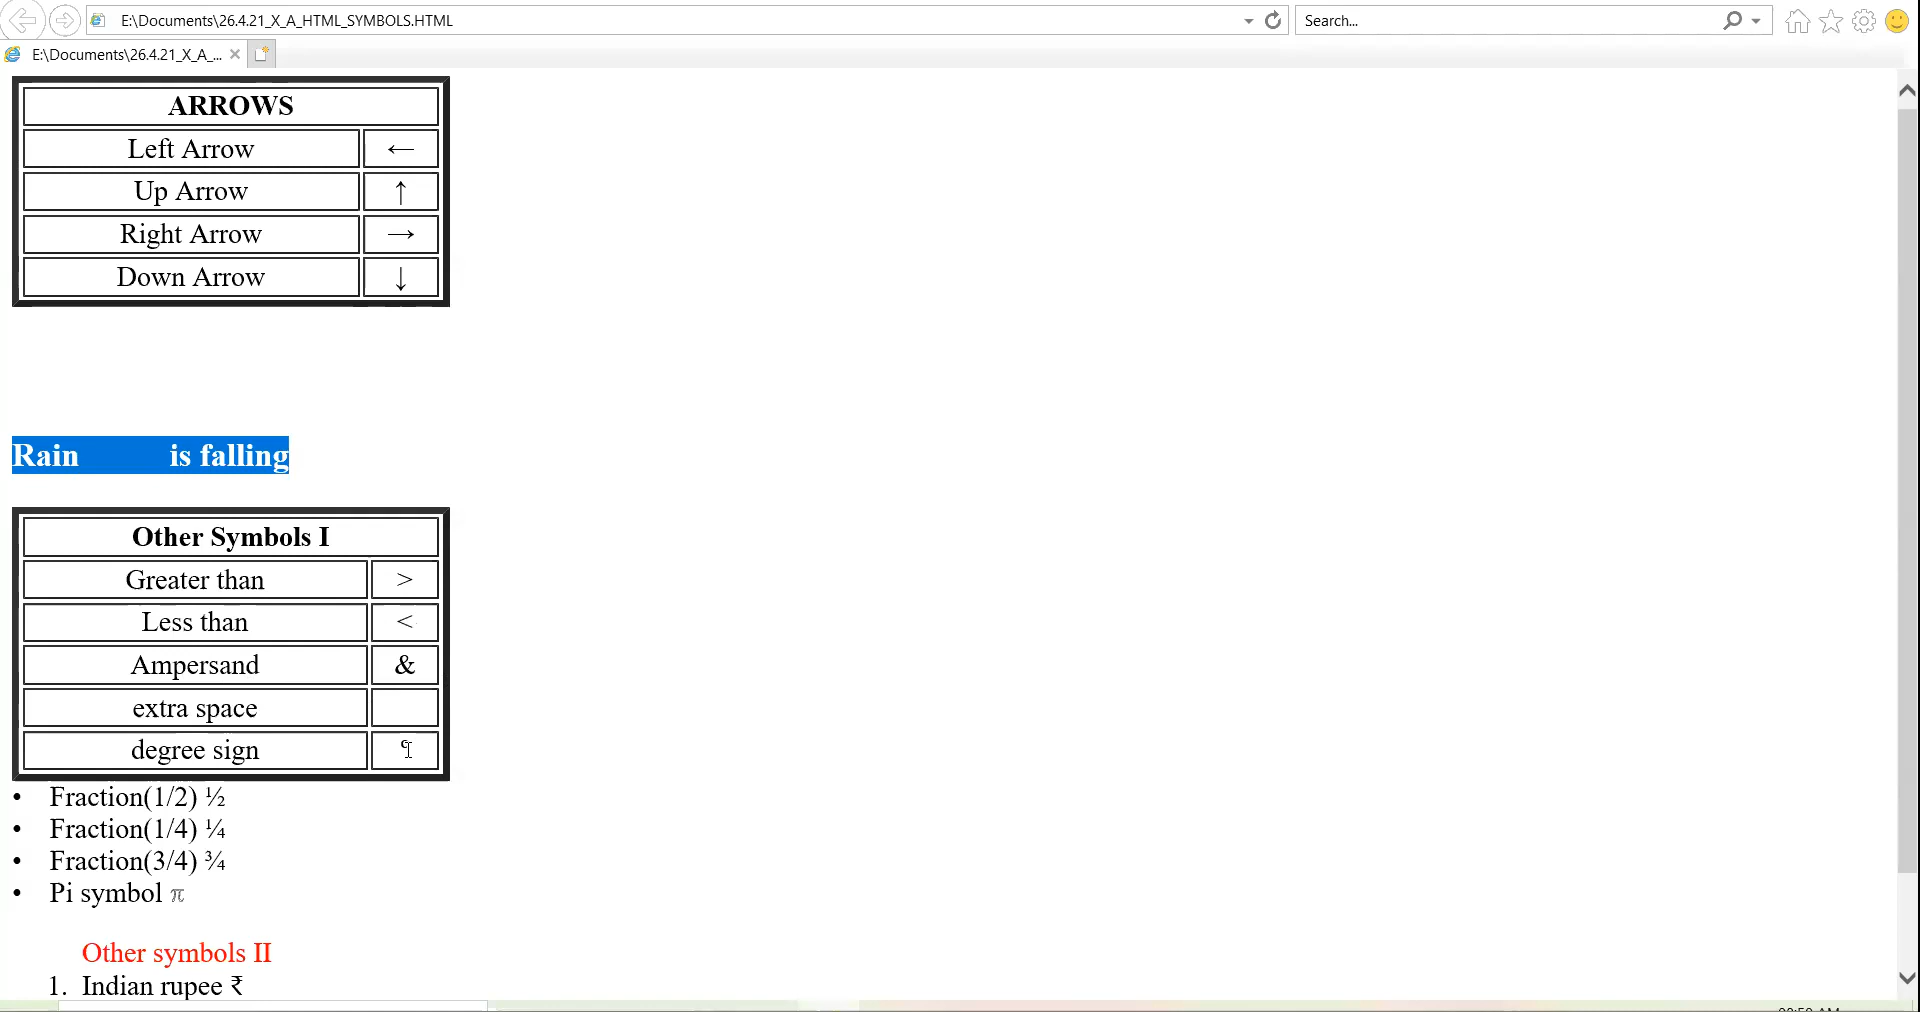 E:\Documents\26.4.21_X_A_HTML_SYMBOLS.HTML
Search...
E:\Documents\26.4.21_X_A_...
ARROWS
Left Arrow ←
Up Arrow ↑
Right Arrow →
Down Arrow ↓
Rain is falling
Other Symbols I
Greater than >
Less than <
Ampersand &
extra space
degree sign
• Fraction(1/2) ½
• Fraction(1/4) ¼
• Fraction(3/4) ¾
• Pi symbol π
Other symbols II
1. Indian rupee ₹